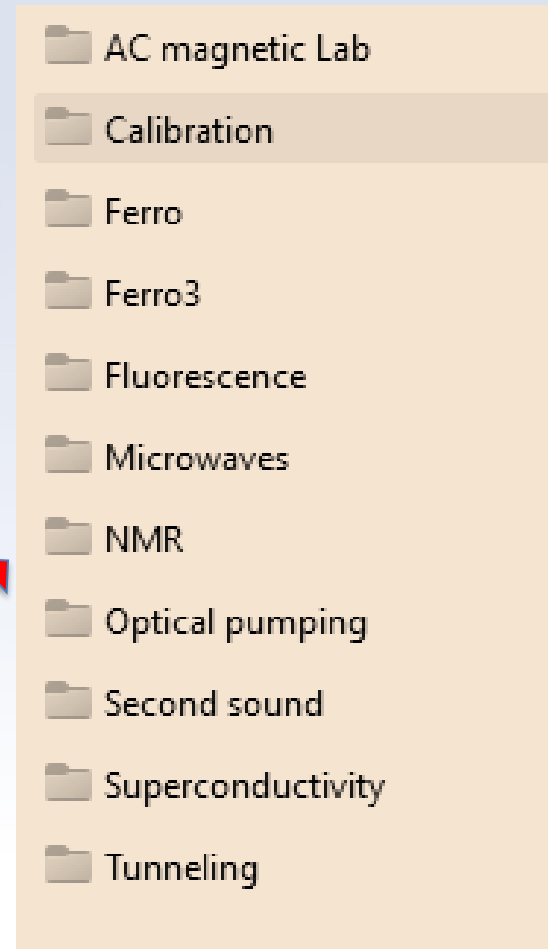 AC magnetic Lab
Calibration
Ferro
Ferro3
Fluorescence
Microwaves
NMR
Optical pumping
Second sound
Superconductivity
Tunneling